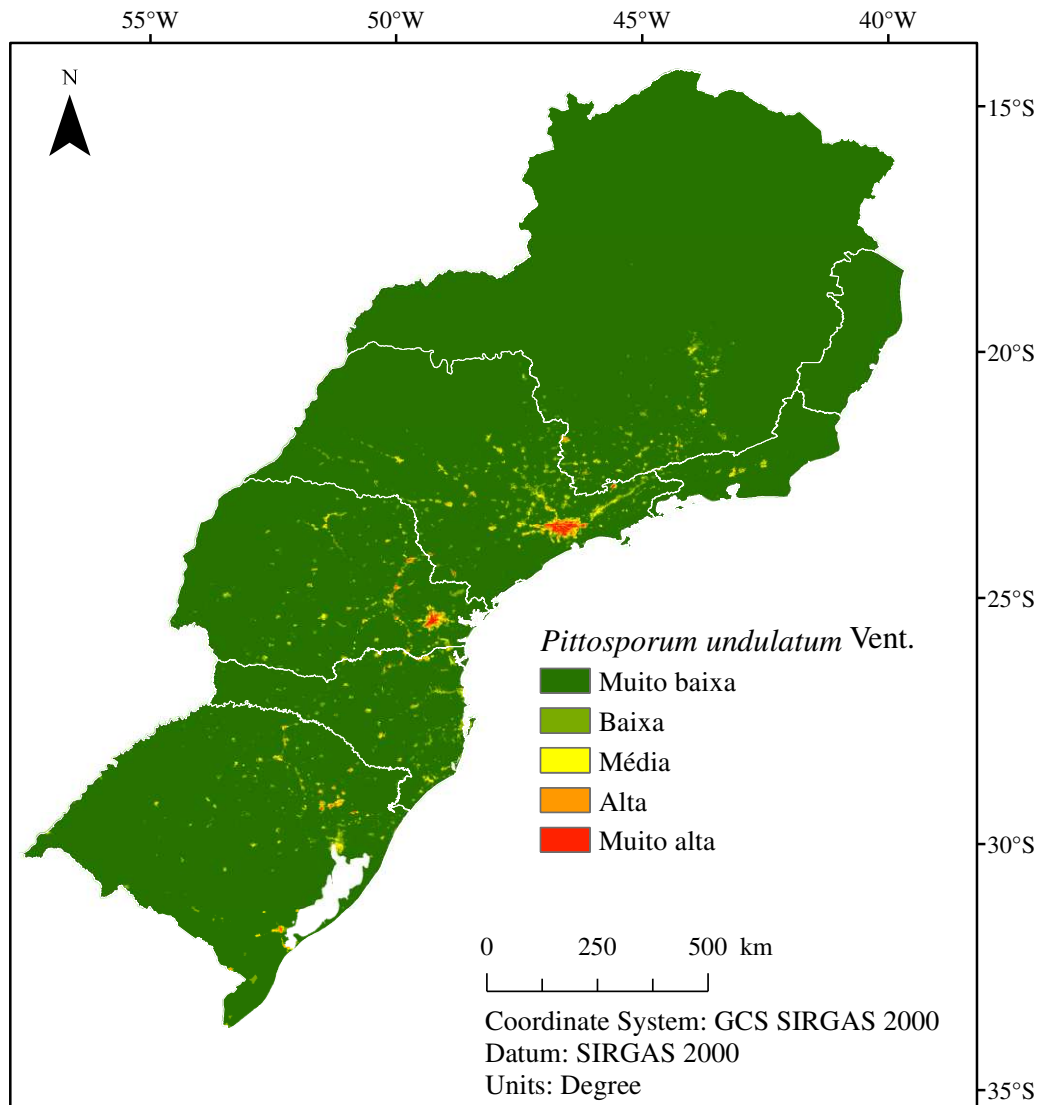 55°W 50°W 45°W 40°W
N
15°S
20°S
25°S
Pittosporum undulatum Vent.
Muito baixa
Baixa
Média
Alta
Muito alta
30°S
0 250 500 km
Coordinate System: GCS SIRGAS 2000
Datum: SIRGAS 2000
Units: Degree
35°S